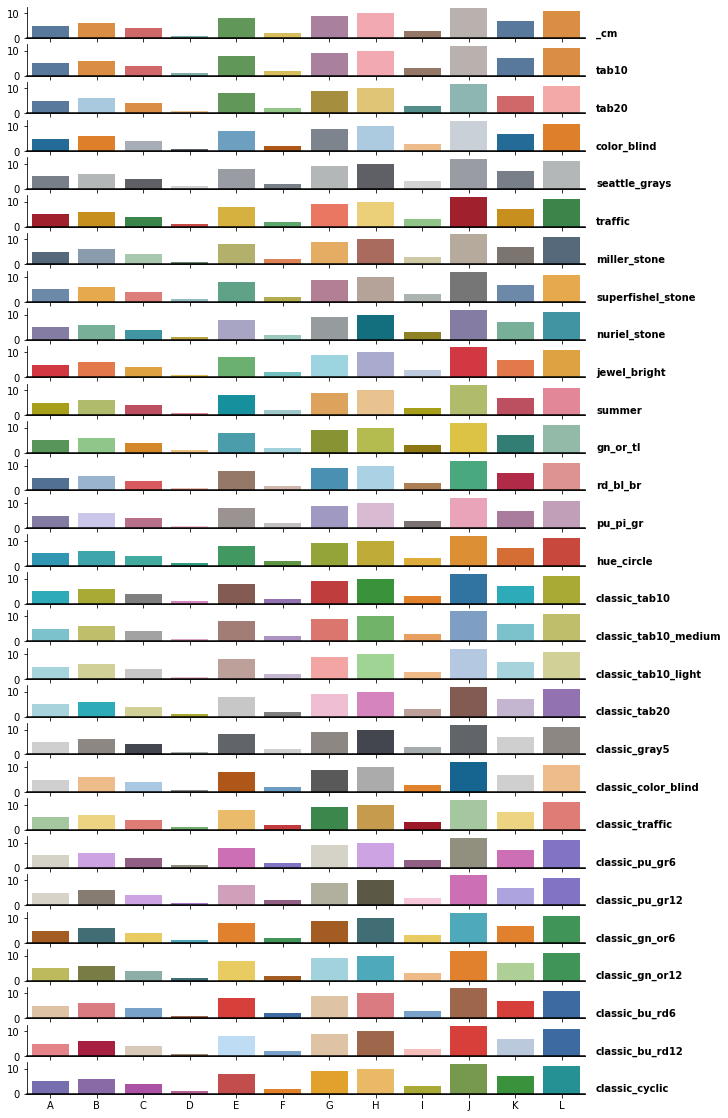 10
0 _cm
10
0 tab10
10
0 tab20
10
0 color_blind
10
0 seattle_grays
10
0 traffic
10
0 miller_stone
10
0 superfishel_stone
10
0 nuriel_stone
10
0 jewel_bright
10
0 summer
10
0 gn_or_tl
10
0 rd_bl_br
10
0 pu_pi_gr
10
0 hue_circle
10
0 classic_tab10
10
0 classic_tab10_medium
10
0 classic_tab10_light
10
0 classic_tab20
10
0 classic_gray5
10
0 classic_color_blind
10
0 classic_traffic
10
0 classic_pu_gr6
10
0 classic_pu_gr12
10
0 classic_gn_or6
10
0 classic_gn_or12
10
0 classic_bu_rd6
10
0 classic_bu_rd12
10
0 classic_cyclic
A B C D E F G H I J K L